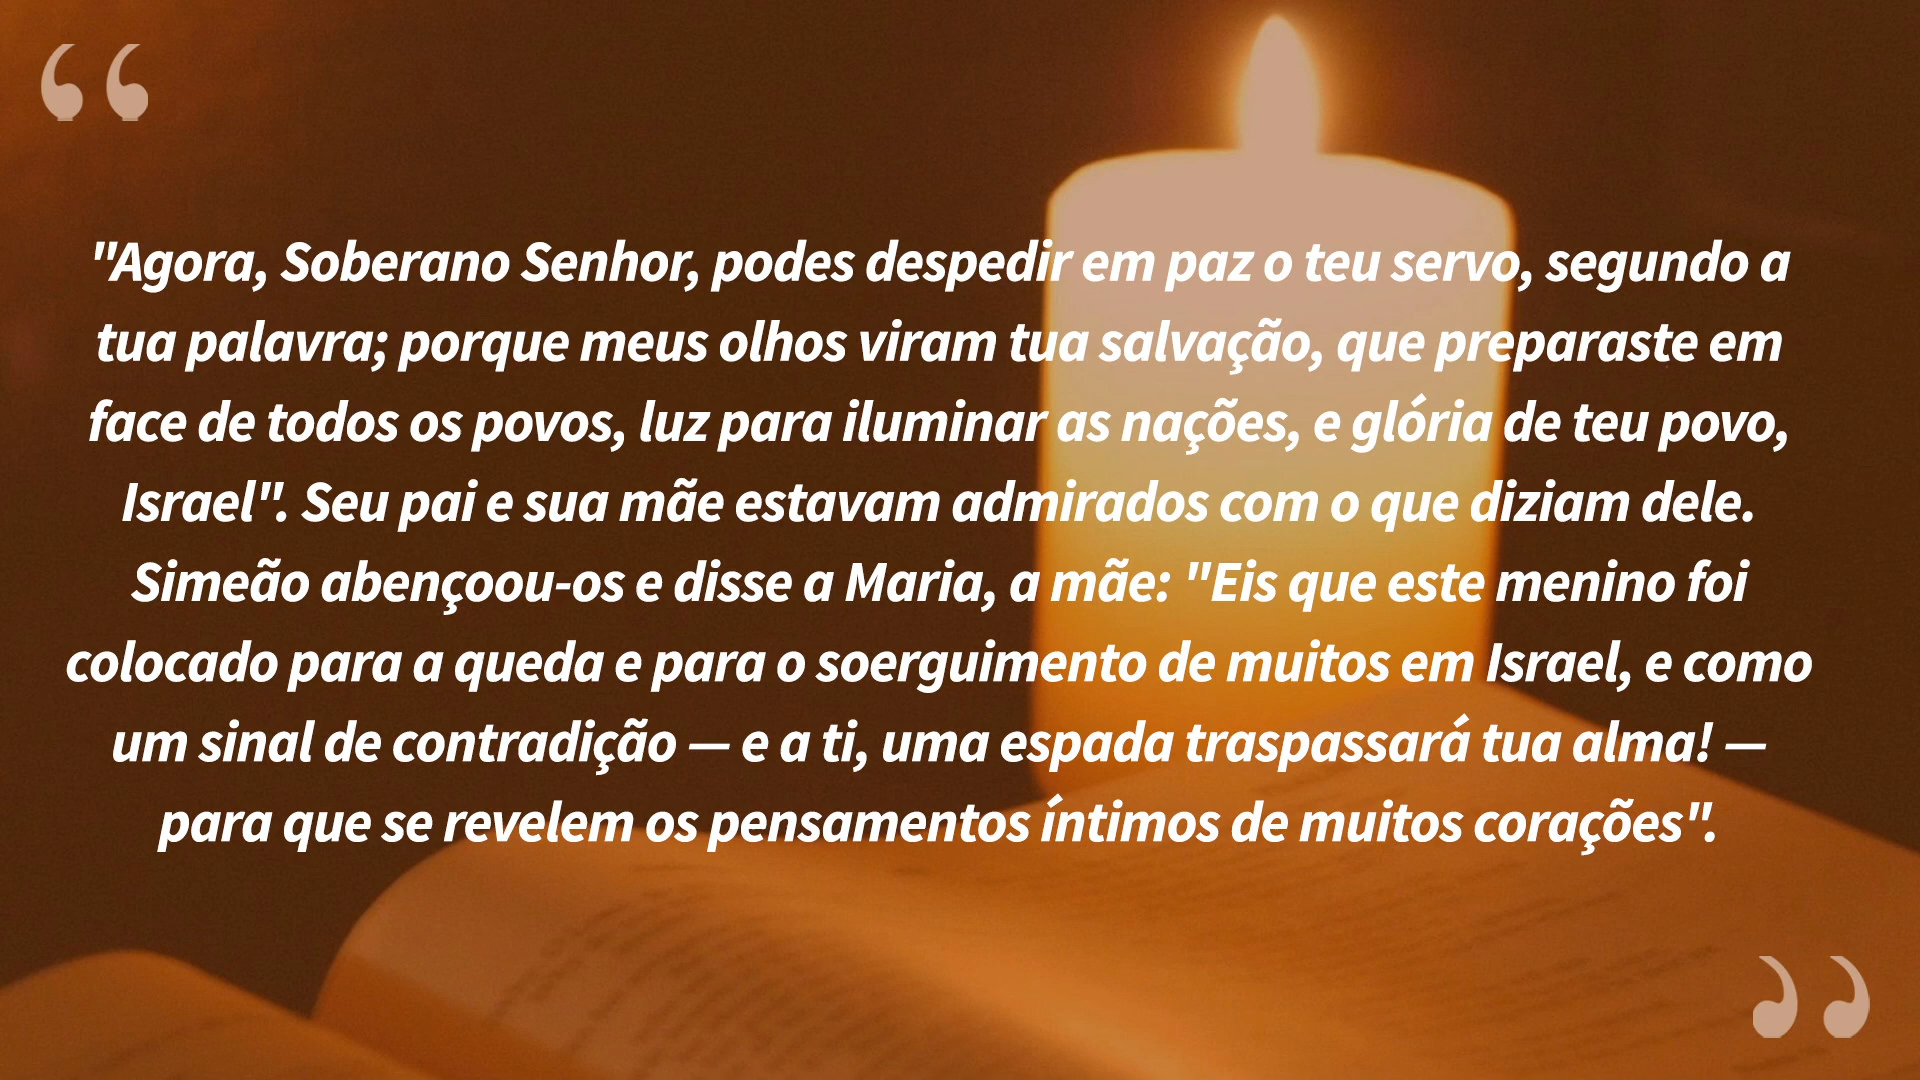 "Agora, Soberano Senhor, podes despedir em paz o teu servo, segundo a
tua palavra; porque meus olhos viram tua salvação, que preparaste em
face de todos os povos, luz para iluminar as nações, e glória de teu povo,
Israel". Seu pai e sua mãe estavam admirados com o que diziam dele.
Simeão abençoou-os e disse a Maria, a mãe: "Eis que este menino foi
colocado para a queda e para o soerguimento de muitos em Israel, e como
um sinal de contradição — e a ti, uma espada traspassará tua alma! —
para que se revelem os pensamentos íntimos de muitos corações".